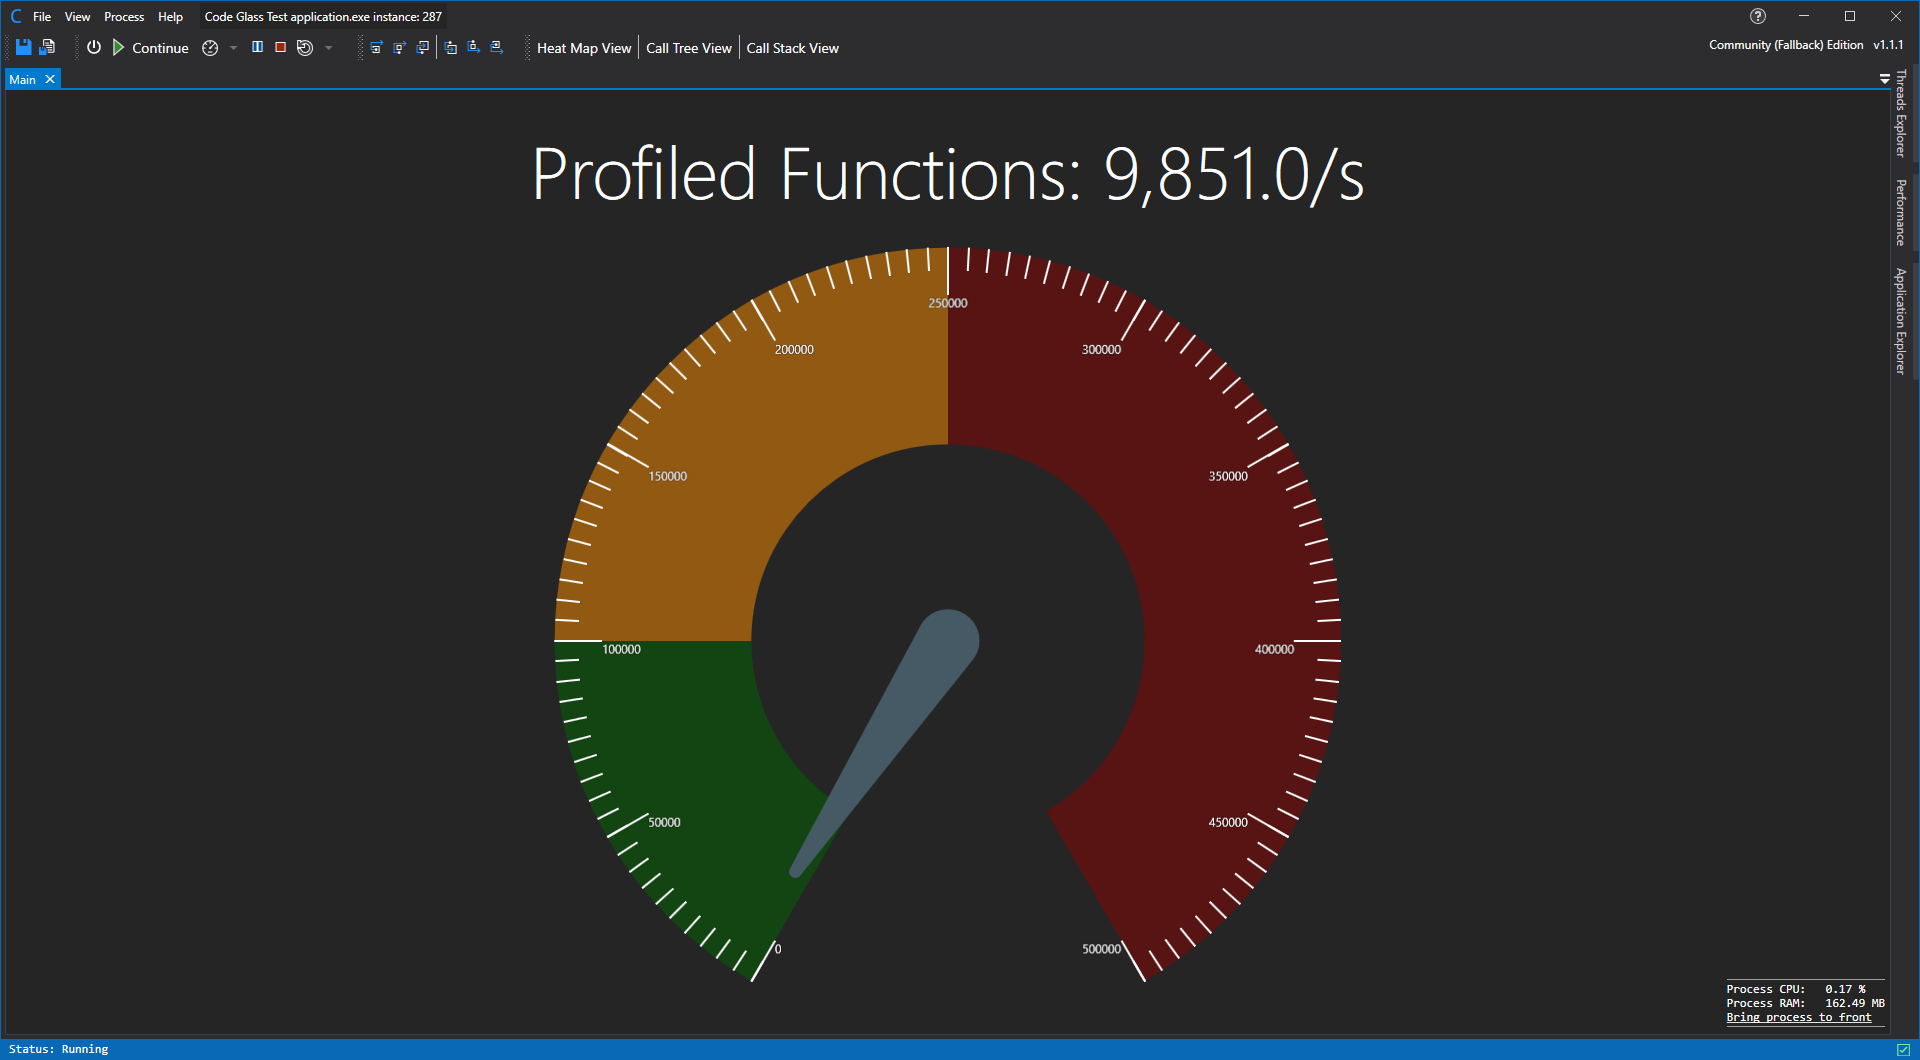 File View Process Help Code Glass Test application.exe instance: 287
Continue Heat Map View Call Tree View Call Stack View Community (Fallback) Edition v1.1.1
Main
Threads Explorer
Performance
Application Explorer
Profiled Functions: 9,851.0/s
250000
200000
300000
150000
350000
100000
400000
50000
450000
0
500000
Process CPU: 0.17 %
Process RAM: 162.49 MB
Bring process to front
Status: Running